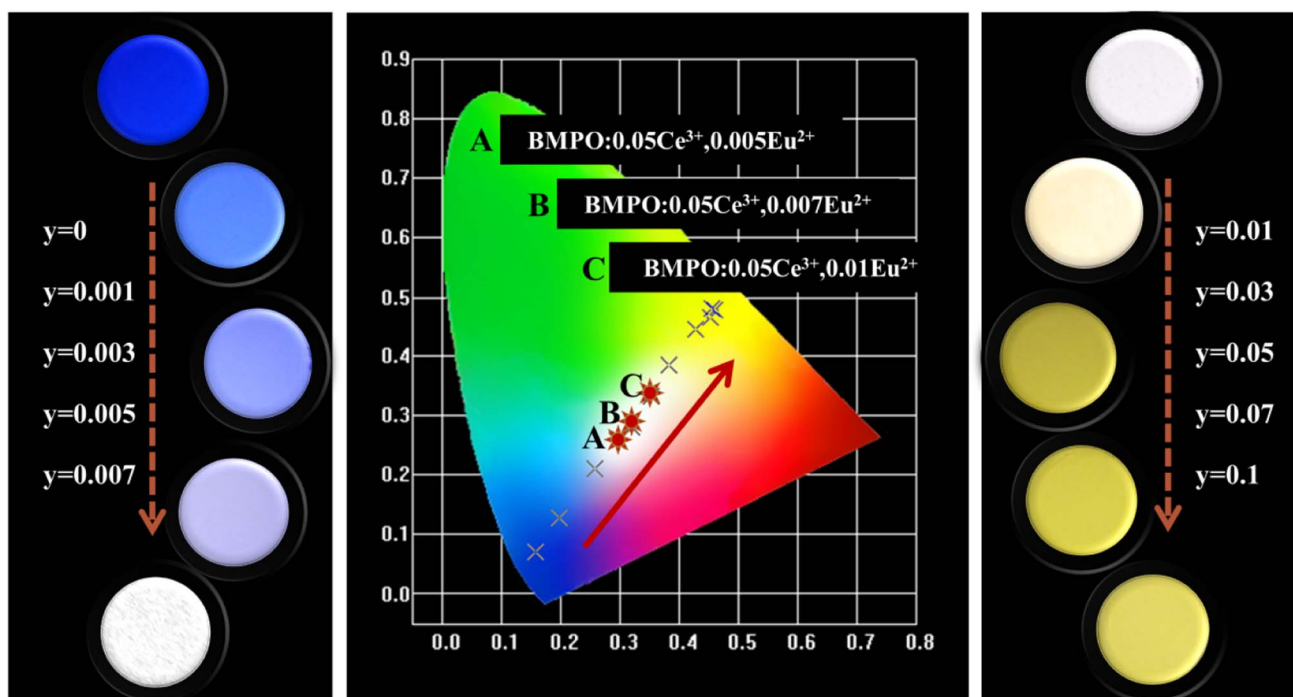 y=0
y=0.001
y=0.003
y=0.005
y=0.007
0.9
0.8
0.7
0.6
0.5
0.4
0.3
0.2
0.1
0.0
0.0 0.1 0.2 0.3 0.4 0.5 0.6 0.7 0.8
A BMPO:0.05Ce³⁺,0.005Eu²⁺
B BMPO:0.05Ce³⁺,0.007Eu²⁺
C BMPO:0.05Ce³⁺,0.01Eu²⁺
C
B
A
y=0.01
y=0.03
y=0.05
y=0.07
y=0.1